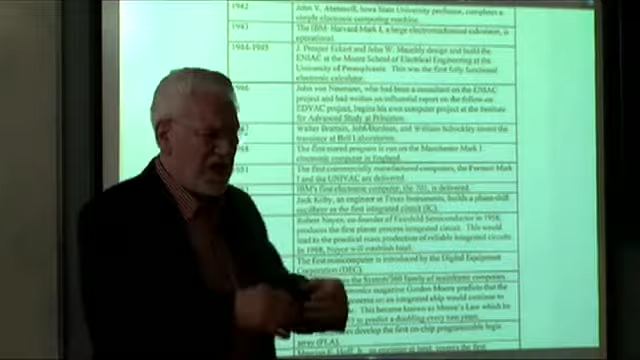 1942
John V. Atanasoff, Iowa State University professor, completes a
simple electronic computing machine.
1943
The IBM-Harvard Mark I, a large electromechanical calculator, is
operational.
1944-1945
J. Presper Eckert and John W. Mauchly design and build the
ENIAC at the Moore School of Electrical Engineering at the
University of Pennsylvania. This was the first fully functional
electronic calculator.
John von Neumann, who had been a consultant on the ENIAC
project and had written an influential report on the follow-on
EDVAC project, begins his own computer project at the Institute
for Advanced Study at Princeton.
Walter Brattain, John Bardeen, and William Schockley invent the
transistor at Bell Laboratories.
The first stored program is run on the Manchester Mark I
electronic computer in England.
The first commercially manufactured computers, the Ferranti Mark
I and the UNIVAC are delivered.
IBM's first electronic computer, the 701, is delivered.
Jack Kilby, an engineer at Texas Instruments, builds a phase-shift
oscillator as the first integrated circuit (IC).
Robert Noyce, co-founder of Fairchild Semiconductor in 1958,
produces the first planar process integrated circuit. This would
lead to the practical mass production of reliable integrated circuits.
In 1968, Noyce will establish Intel.
The first minicomputer is introduced by the Digital Equipment
Corporation (DEC).
the System/360 family of mainframe computers.
magazine Gordon Moore predicts that the
on an integrated chip would continue to
This became known as Moore's Law which he
to predict a doubling every two years.
develop the first on-chip programmable logic
array (PLA).